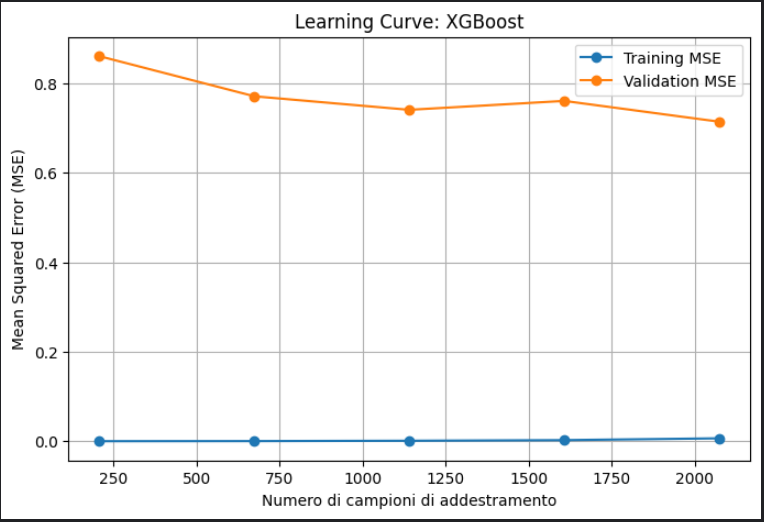 Learning Curve: XGBoost
Training MSE
Validation MSE
Mean Squared Error (MSE)
0.8
0.6
0.4
0.2
0.0
250 500 750 1000 1250 1500 1750 2000
Numero di campioni di addestramento